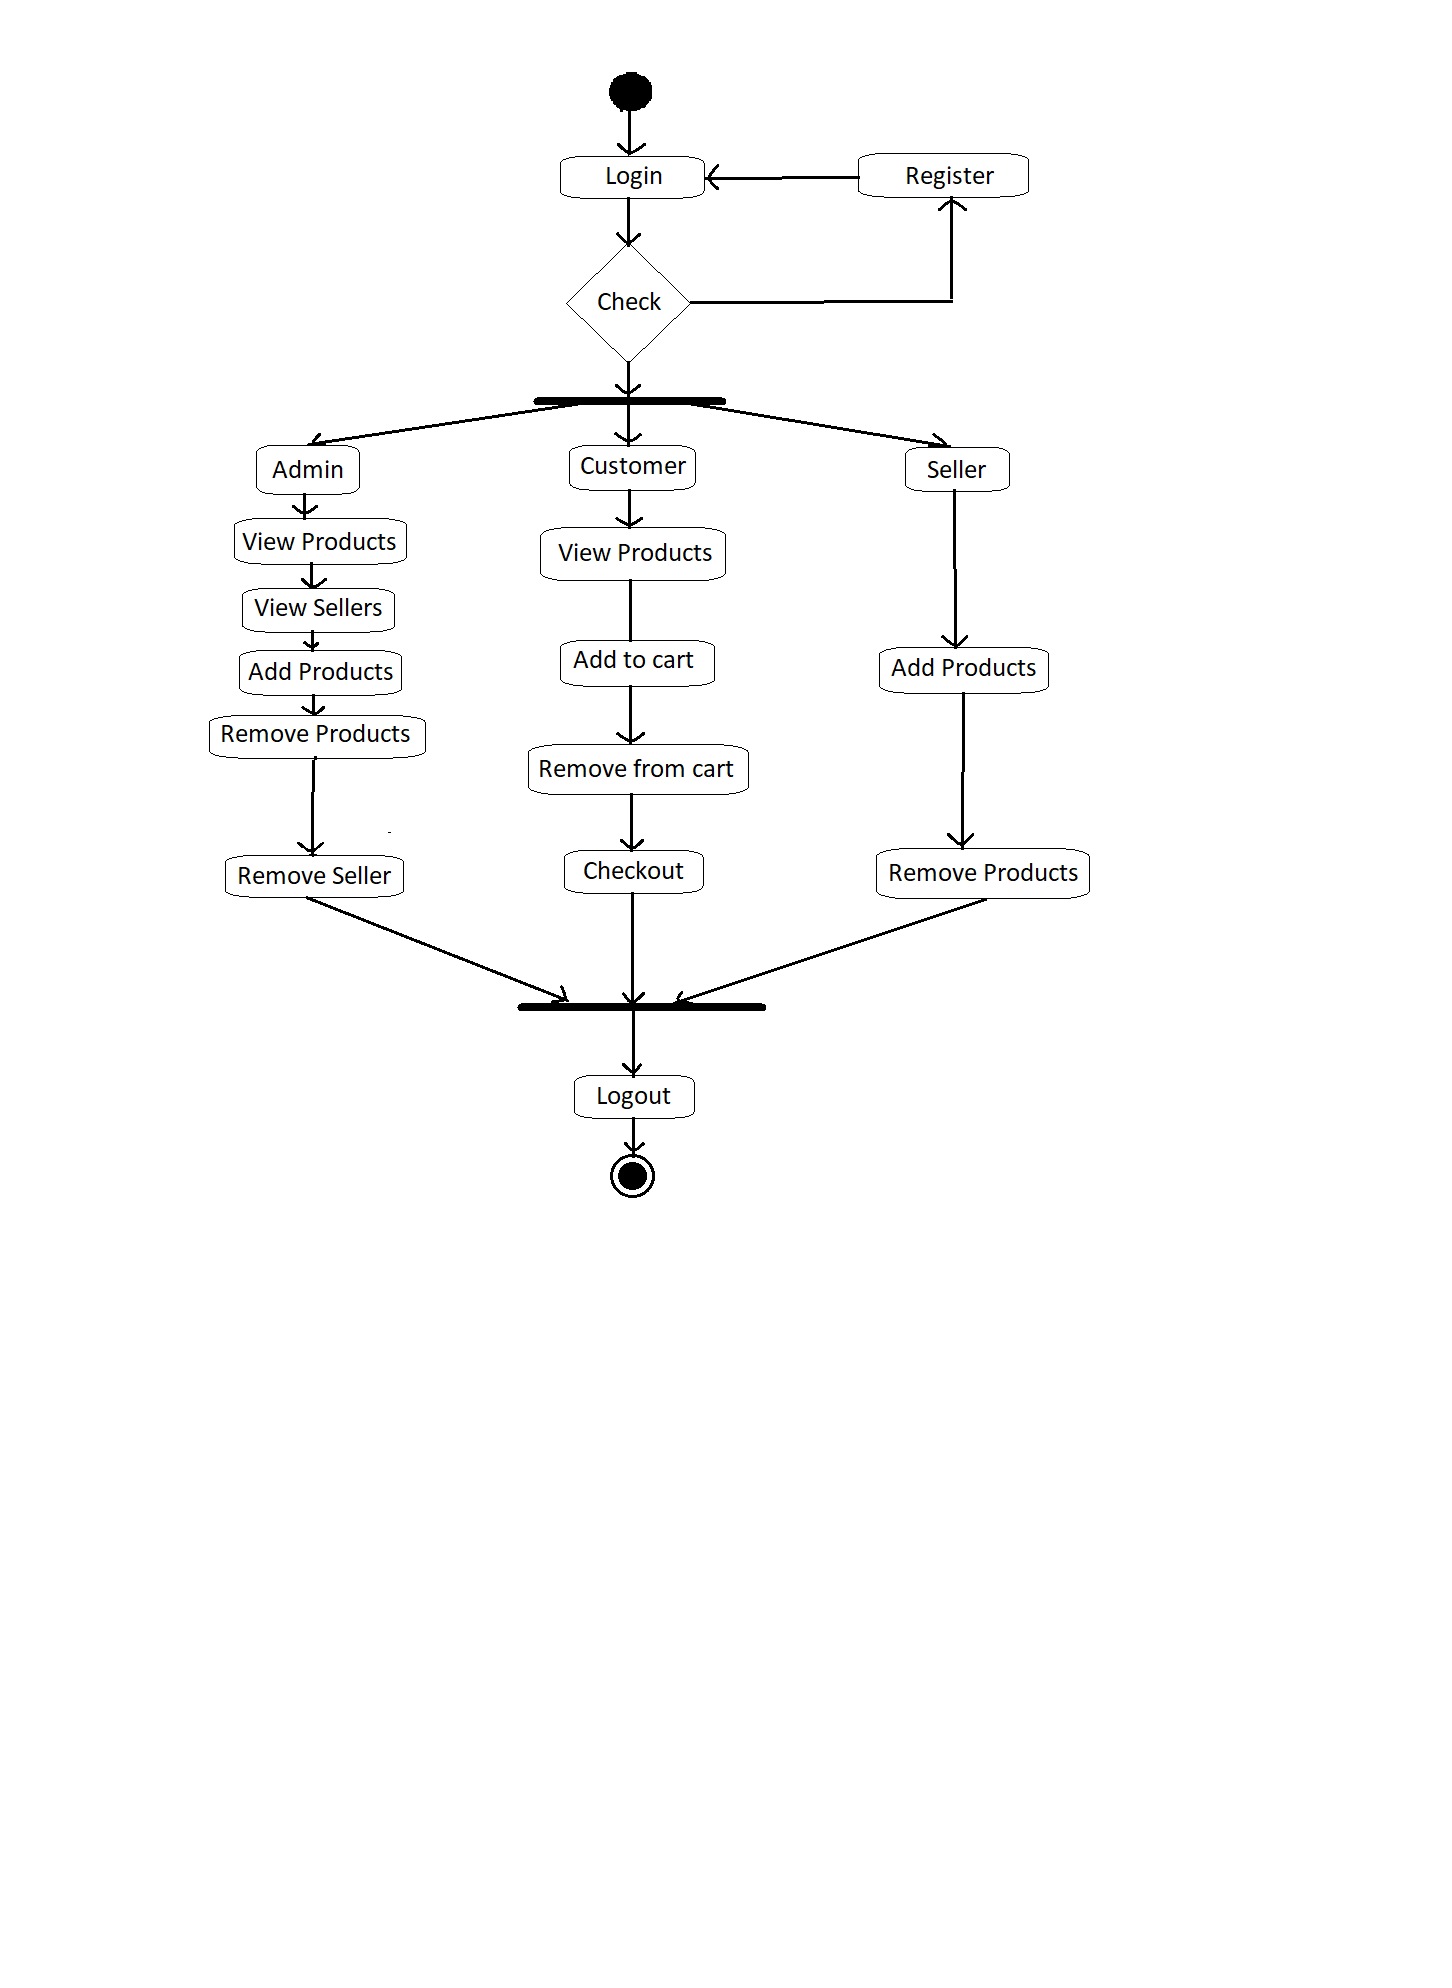 Login
Register
Check
Admin
Customer
Seller
View Products
View Products
View Sellers
Add to cart
Add Products
Add Products
Remove Products
Remove from cart
Checkout
Remove Seller
Remove Products
Logout